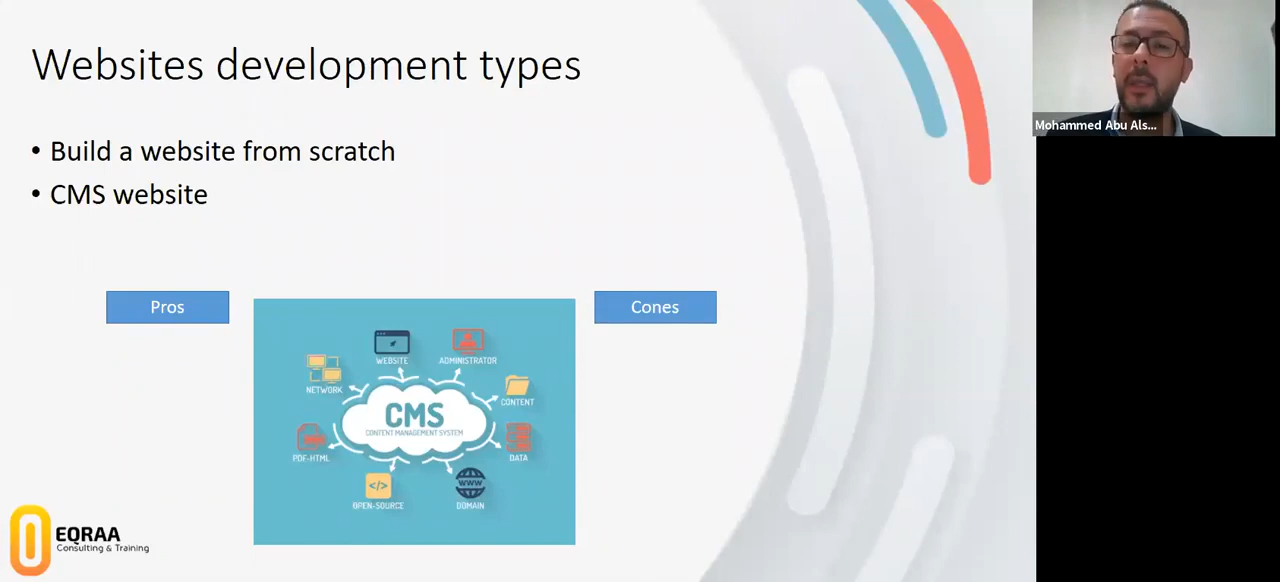 Websites development types
• Build a website from scratch
• CMS website
Mohammed Abu Als...
Pros
Cones
WEBSITE
ADMINISTRATOR
NETWORK
CONTENT
CMS
CONTENT MANAGEMENT SYSTEM
PDF-HTML
DATA
</>
WWW
OPEN-SOURCE
DOMAIN
EQRAA
Consulting & Training